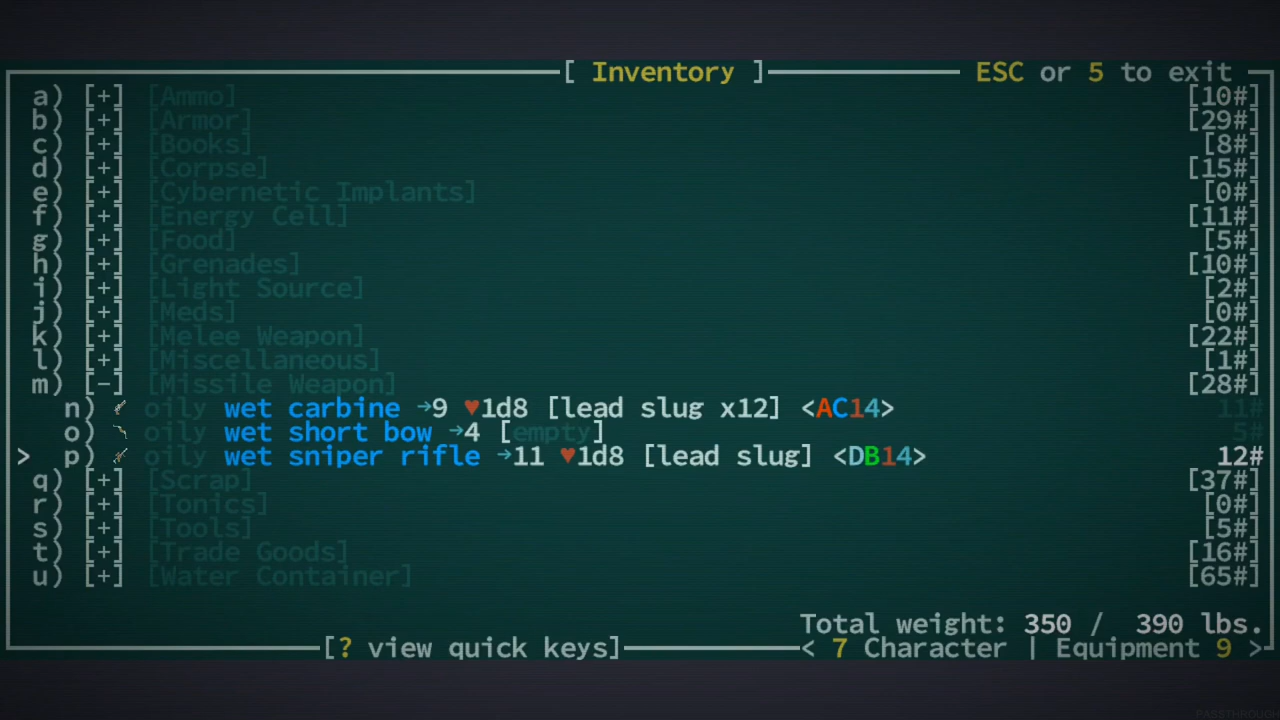 [ Inventory ] ESC or 5 to exit
a) [+] [Ammo] [10#]
b) [+] [Armor] [29#]
c) [+] [Books] [8#]
d) [+] [Corpse] [15#]
e) [+] [Cybernetic Implants] [0#]
f) [+] [Energy Cell] [11#]
g) [+] [Food] [5#]
h) [+] [Grenades] [10#]
i) [+] [Light Source] [2#]
j) [+] [Meds] [0#]
k) [+] [Melee Weapon] [22#]
l) [+] [Miscellaneous] [1#]
m) [-] [Missile Weapon] [28#]
n) oily wet carbine →9 ♥1d8 [lead slug x12] <AC14> 11#
o) oily wet short bow →4 [empty] 5#
> p) oily wet sniper rifle →11 ♥1d8 [lead slug] <DB14> 12#
q) [+] [Scrap] [37#]
r) [+] [Tonics] [0#]
s) [+] [Tools] [5#]
t) [+] [Trade Goods] [16#]
u) [+] [Water Container] [65#]
Total weight: 350 / 390 lbs.
[? view quick keys] < 7 Character | Equipment 9 >
PASSTHROUGH